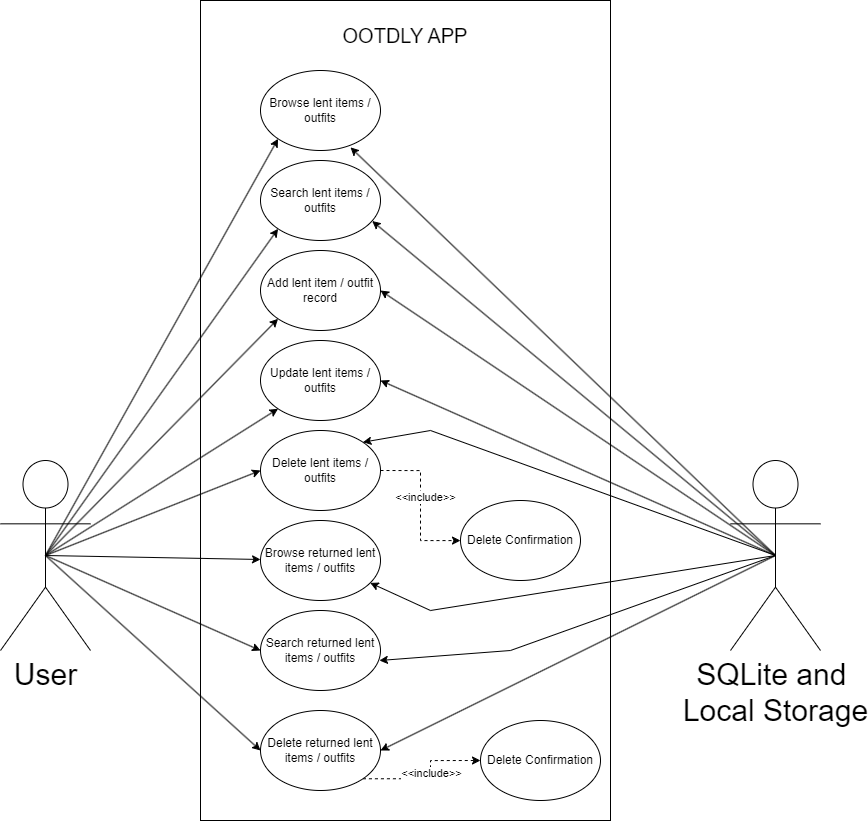 OOTDLY APP
Browse lent items /
outfits
Search lent items /
outfits
Add lent item / outfit
record
Update lent items /
outfits
Delete lent items /
outfits
<<include>>
Delete Confirmation
Browse returned lent
items / outfits
Search returned lent
items / outfits
User
SQLite and
Local Storage
Delete returned lent
items / outfits
<<include>>
Delete Confirmation